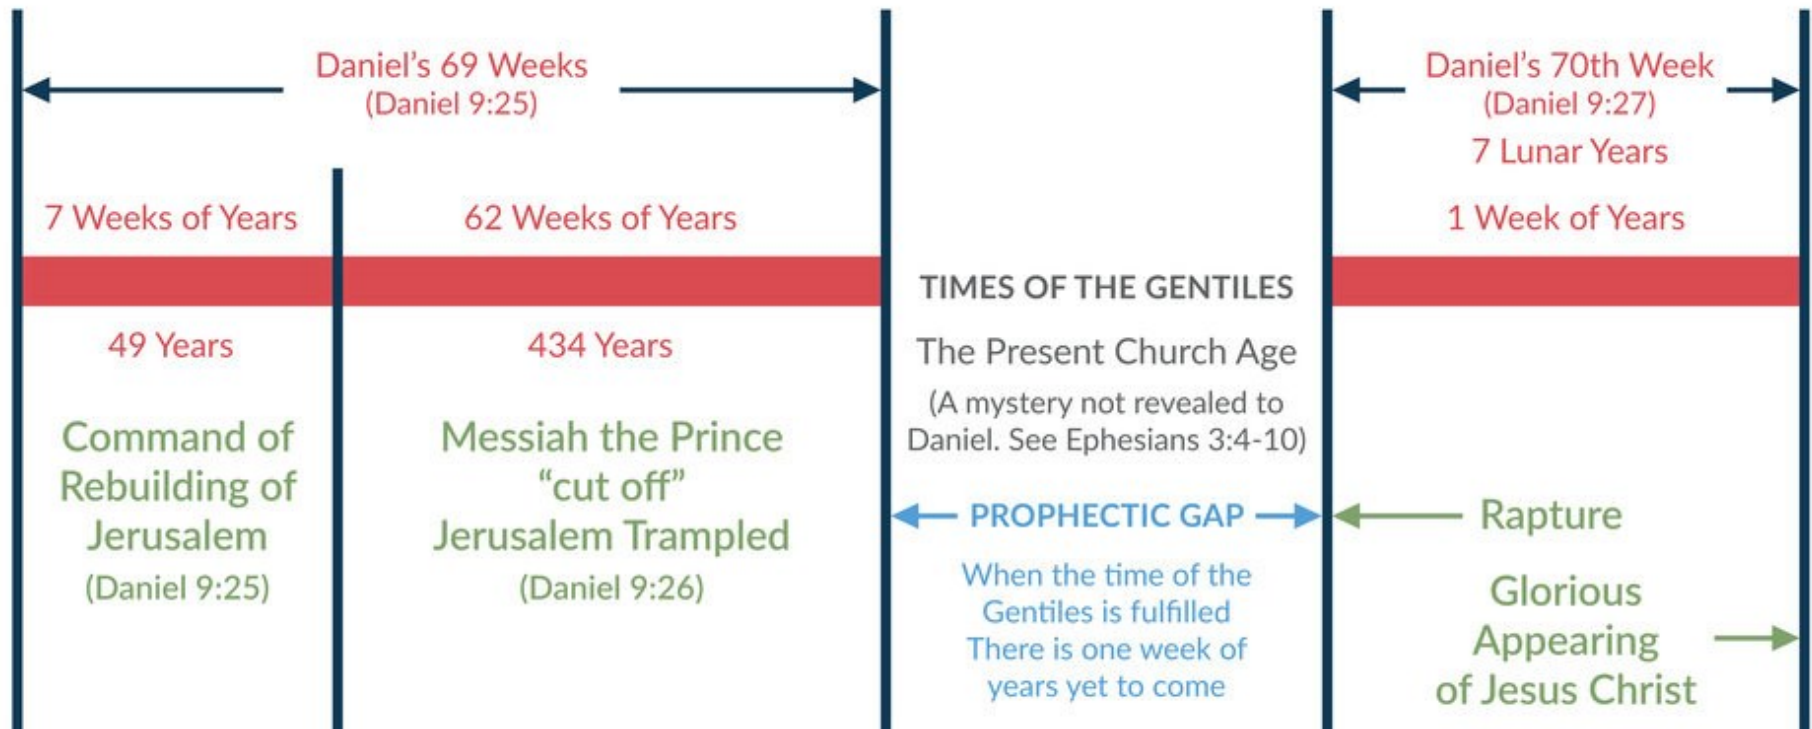 Daniel’s 69 Weeks
(Daniel 9:25)
7 Weeks of Years
62 Weeks of Years
49 Years
434 Years
Command of
Rebuilding of
Jerusalem
(Daniel 9:25)
Messiah the Prince
“cut off”
Jerusalem Trampled
(Daniel 9:26)
TIMES OF THE GENTILES
The Present Church Age
(A mystery not revealed to
Daniel. See Ephesians 3:4-10)
PROPHECTIC GAP
When the time of the
Gentiles is fulfilled
There is one week of
years yet to come
Daniel’s 70th Week
(Daniel 9:27)
7 Lunar Years
1 Week of Years
Rapture
Glorious
Appearing
of Jesus Christ